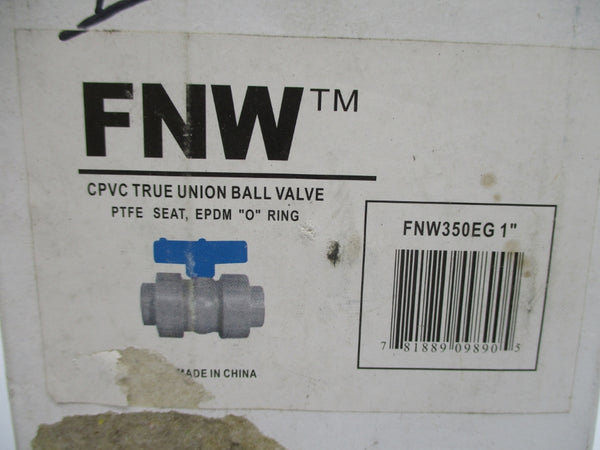 FNW™
CPVC TRUE UNION BALL VALVE
PTFE SEAT, EPDM "O" RING
FNW350EG 1"
7 81889 09890 5
MADE IN CHINA